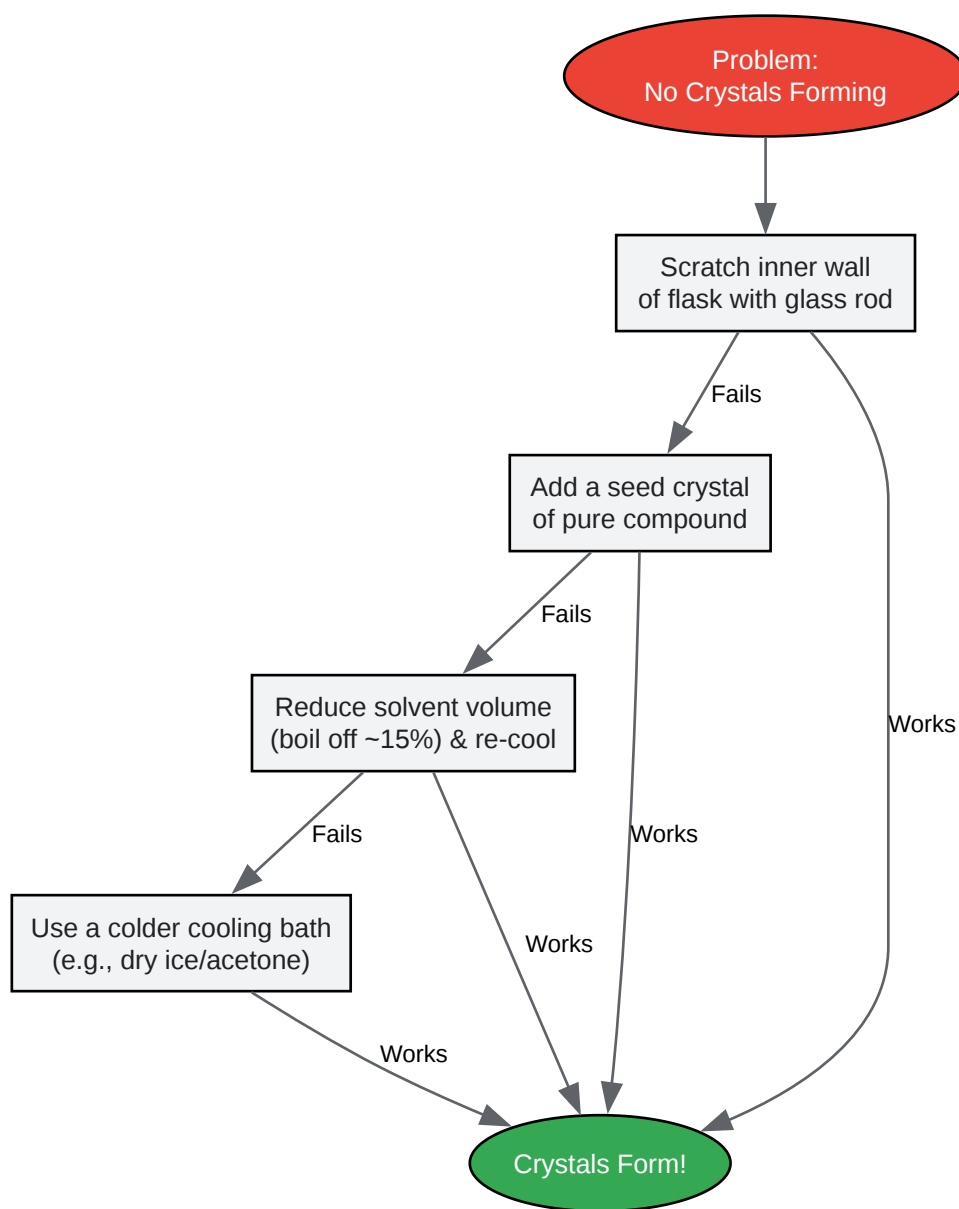 Problem:
No Crystals Forming
Scratch inner wall
of flask with glass rod
Fails
Add a seed crystal
of pure compound
Fails
Reduce solvent volume
(boil off ~15%) & re-cool
Works
Fails
Works
Use a colder cooling bath
(e.g., dry ice/acetone)
Works
Works
Crystals Form!